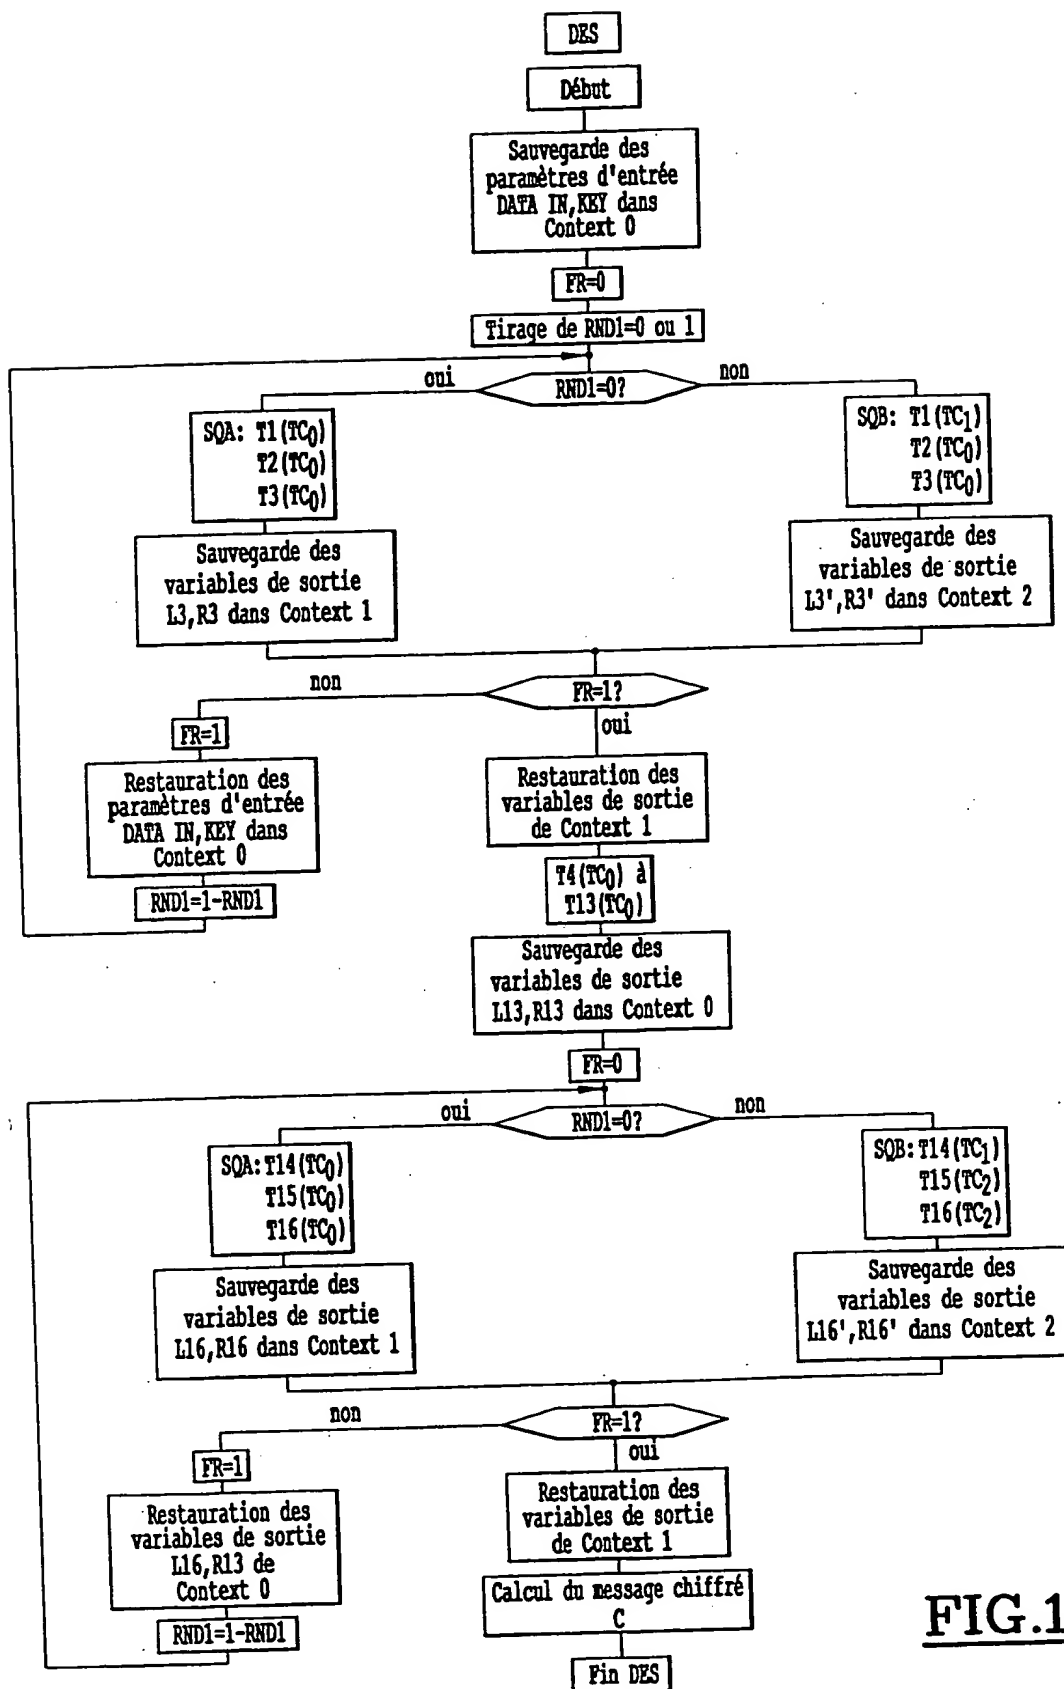 DES
Début
Sauvegarde des
paramètres d'entrée
DATA IN,KEY dans
Context 0
FR=0
Tirage de RND1=0 ou 1
oui
RND1=0?
non
SQA: T1(TC0)
T2(TC0)
T3(TC0)
SQB: T1(TC1)
T2(TC0)
T3(TC0)
Sauvegarde des
variables de sortie
L3,R3 dans Context 1
Sauvegarde des
variables de sortie
L3',R3' dans Context 2
non
FR=1?
oui
FR=1
Restauration des
paramètres d'entrée
DATA IN,KEY dans
Context 0
RND1=1-RND1
Restauration des
variables de sortie
de Context 1
T4(TC0) à
T13(TC0)
Sauvegarde des
variables de sortie
L13,R13 dans Context 0
FR=0
oui
RND1=0?
non
SQA:T14(TC0)
T15(TC0)
T16(TC0)
SQB:T14(TC1)
T15(TC2)
T16(TC2)
Sauvegarde des
variables de sortie
L16,R16 dans Context 1
Sauvegarde des
variables de sortie
L16',R16' dans Context 2
non
FR=1?
oui
FR=1
Restauration des
variables de sortie
L16,R13 de
Context 0
RND1=1-RND1
Restauration des
variables de sortie
de Context 1
Calcul du message chiffré
C
Fin DES
FIG.1